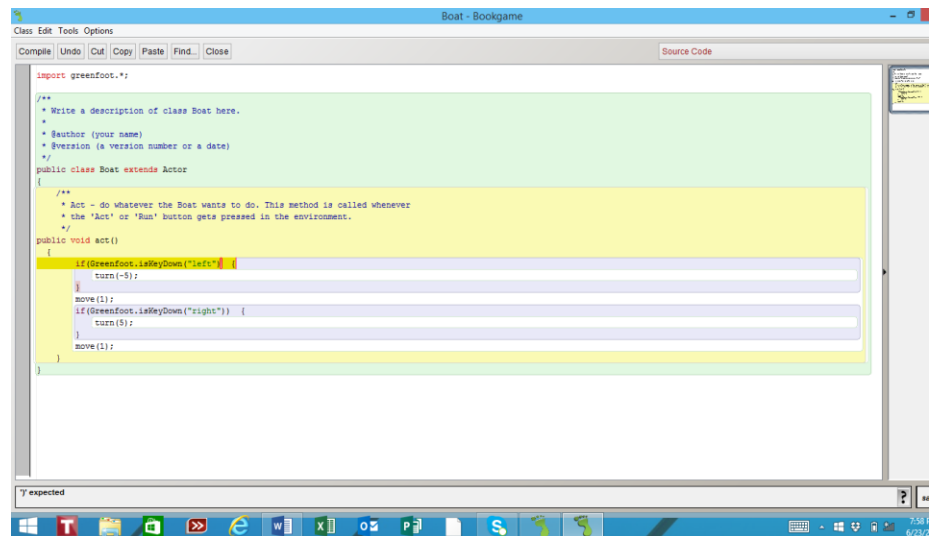 Boat - Bookgame
Class Edit Tools Options
Compile Undo Cut Copy Paste Find... Close
Source Code
import greenfoot.*;
/**
* Write a description of class Boat here.
*
* @author (your name)
* @version (a version number or a date)
*/
public class Boat extends Actor
{
/**
* Act - do whatever the Boat wants to do. This method is called whenever
* the 'Act' or 'Run' button gets pressed in the environment.
*/
public void act()
{
if(Greenfoot.isKeyDown("left") {
turn(-5);
}
move(1);
if(Greenfoot.isKeyDown("right")) {
turn(5);
}
move(1);
}
}
')' expected
?
7:58